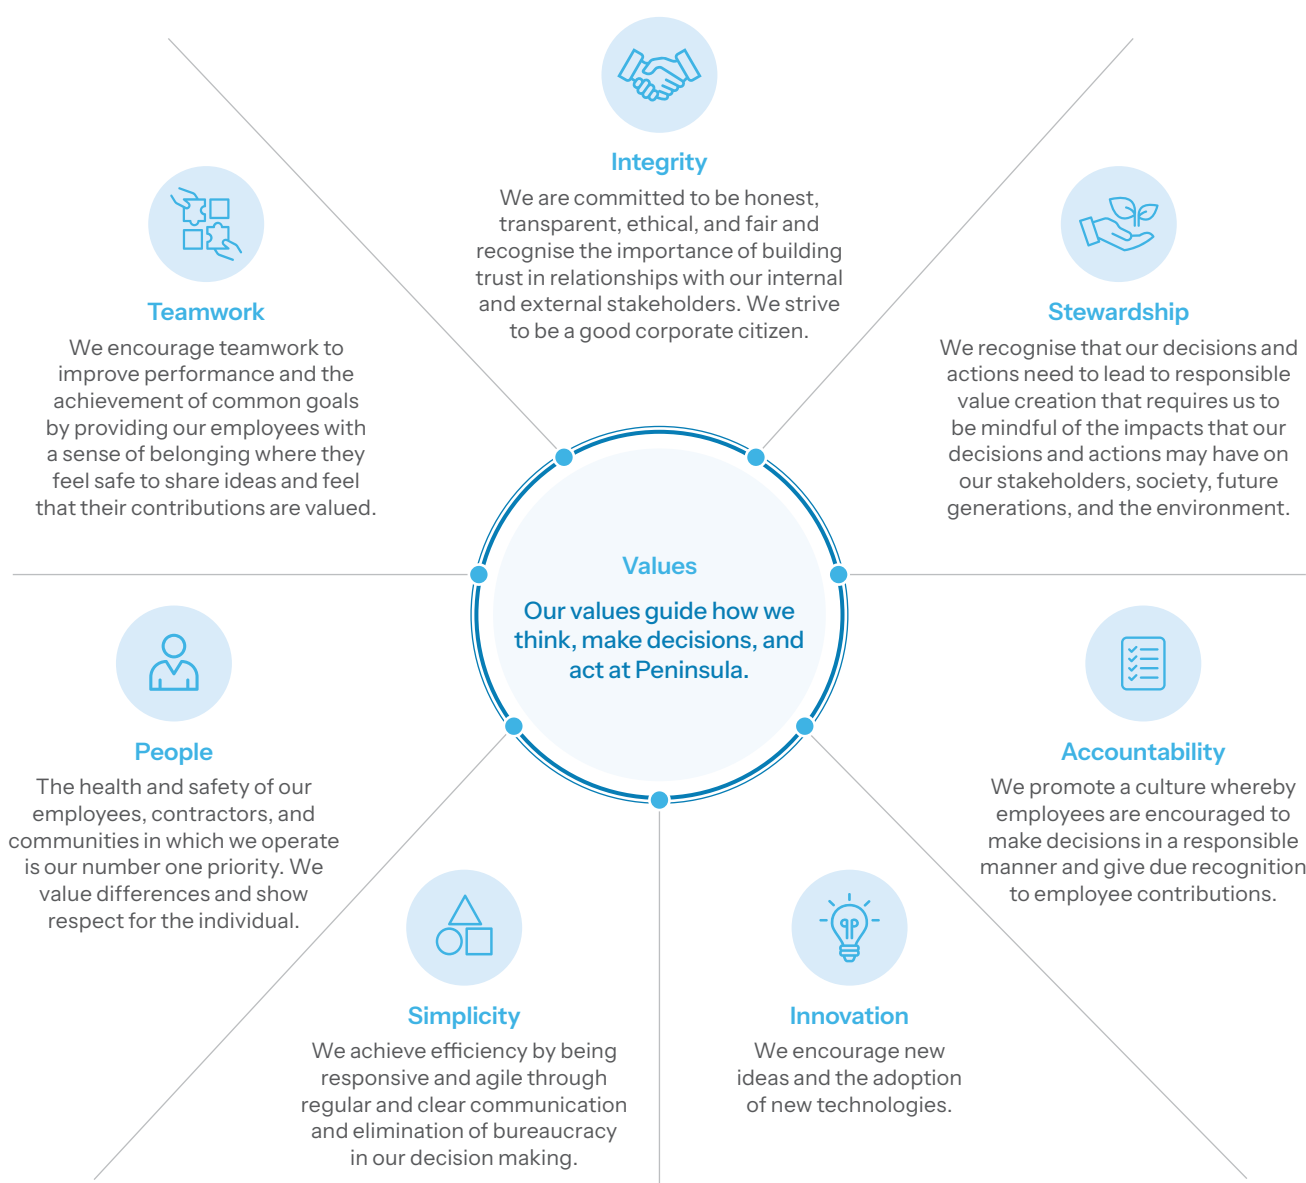 Integrity
We are committed to be honest,
transparent, ethical, and fair and
recognise the importance of building
trust in relationships with our internal
and external stakeholders. We strive
to be a good corporate citizen.
Teamwork
We encourage teamwork to
improve performance and the
achievement of common goals
by providing our employees with
a sense of belonging where they
feel safe to share ideas and feel
that their contributions are valued.
Stewardship
We recognise that our decisions and
actions need to lead to responsible
value creation that requires us to
be mindful of the impacts that our
decisions and actions may have on
our stakeholders, society, future
generations, and the environment.
Values
Our values guide how we
think, make decisions, and
act at Peninsula.
People
The health and safety of our
employees, contractors, and
communities in which we operate
is our number one priority. We
value differences and show
respect for the individual.
Accountability
We promote a culture whereby
employees are encouraged to
make decisions in a responsible
manner and give due recognition
to employee contributions.
Simplicity
We achieve efficiency by being
responsive and agile through
regular and clear communication
and elimination of bureaucracy
in our decision making.
Innovation
We encourage new
ideas and the adoption
of new technologies.